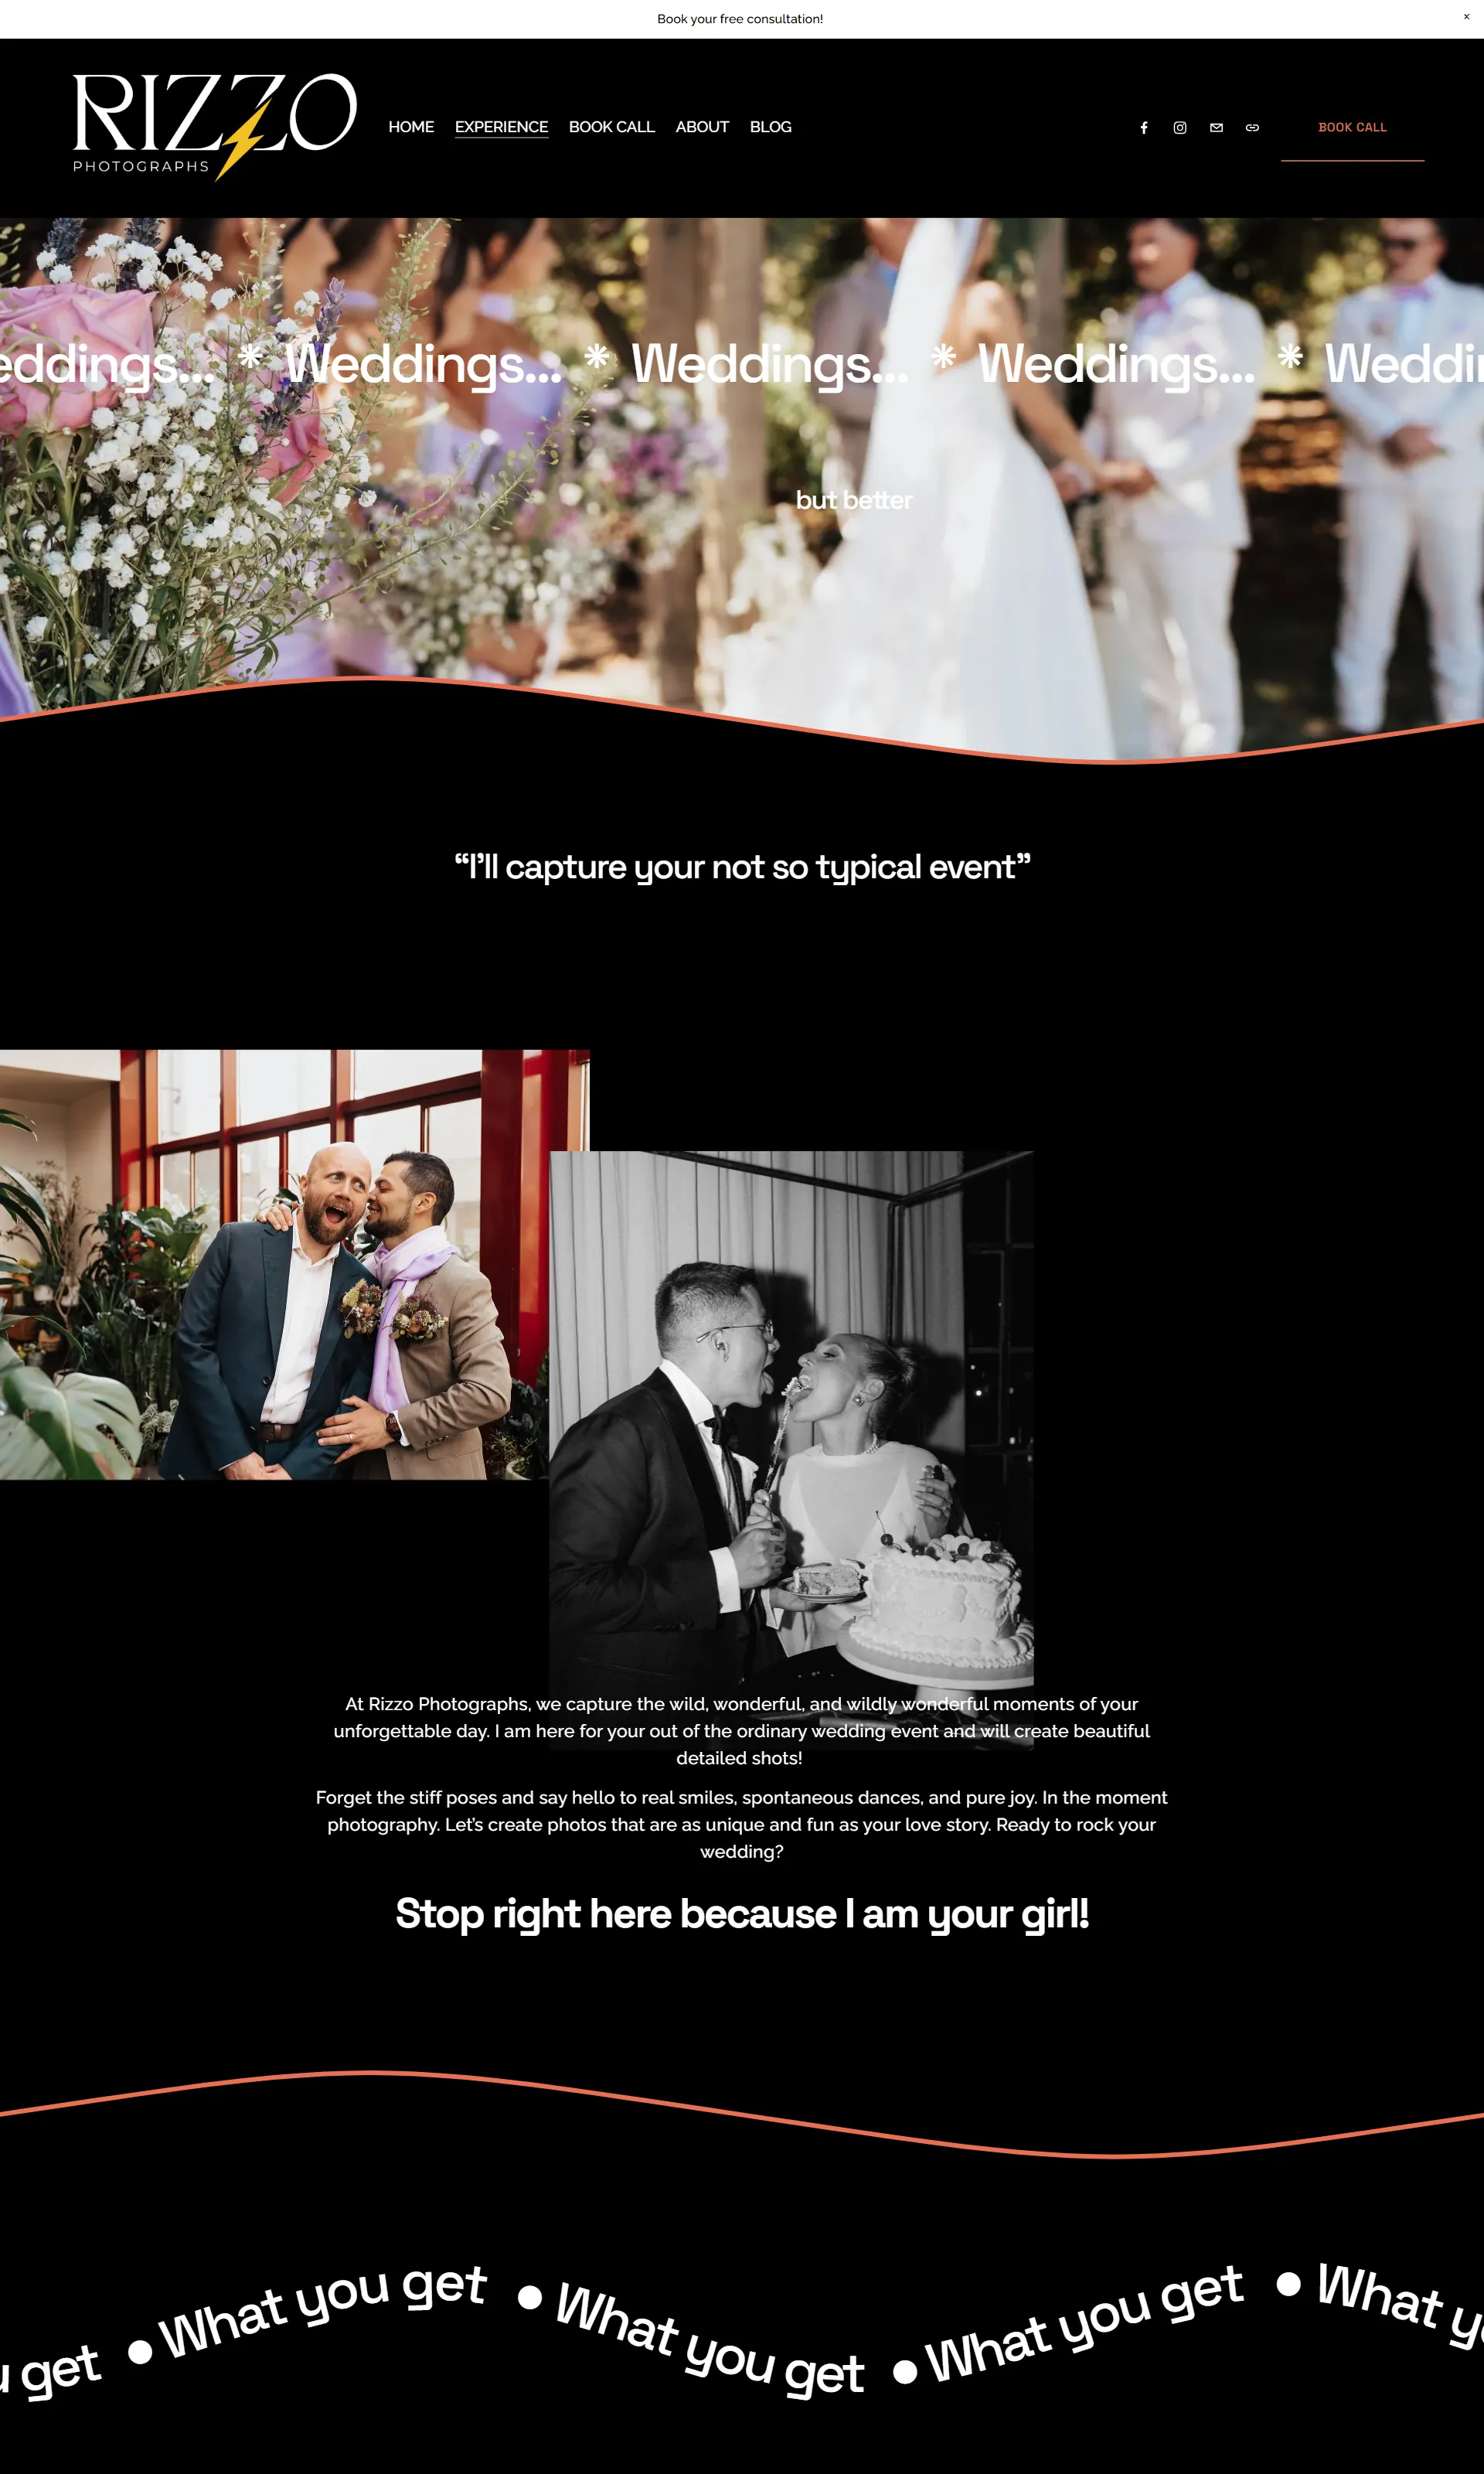 Book your free consultation!
×
RIZZO
PHOTOGRAPHS
HOME EXPERIENCE BOOK CALL ABOUT BLOG
BOOK CALL
eddings... * Weddings... * Weddings... * Weddings... * Weddi
but better
“I’ll capture your not so typical event”
At Rizzo Photographs, we capture the wild, wonderful, and wildly wonderful moments of your
unforgettable day. I am here for your out of the ordinary wedding event and will create beautiful
detailed shots!
Forget the stiff poses and say hello to real smiles, spontaneous dances, and pure joy. In the moment
photography. Let’s create photos that are as unique and fun as your love story. Ready to rock your
wedding?
Stop right here because I am your girl!
u get • What you get • What you get • What you get • What y